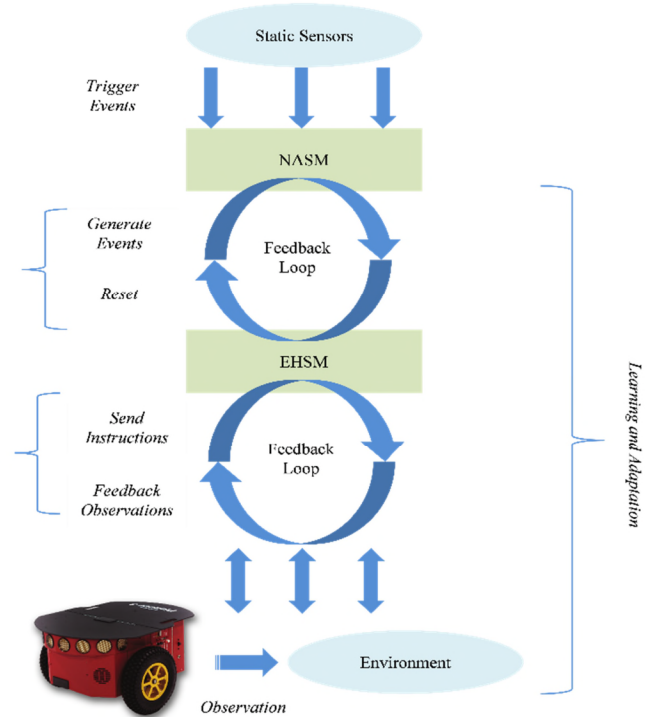 Static Sensors
Trigger
Events
NASM
Generate
Events
Feedback
Loop
Reset
EHSM
Send
Instructions
Feedback
Loop
Feedback
Observations
Learning and Adaptation
Environment
Observation